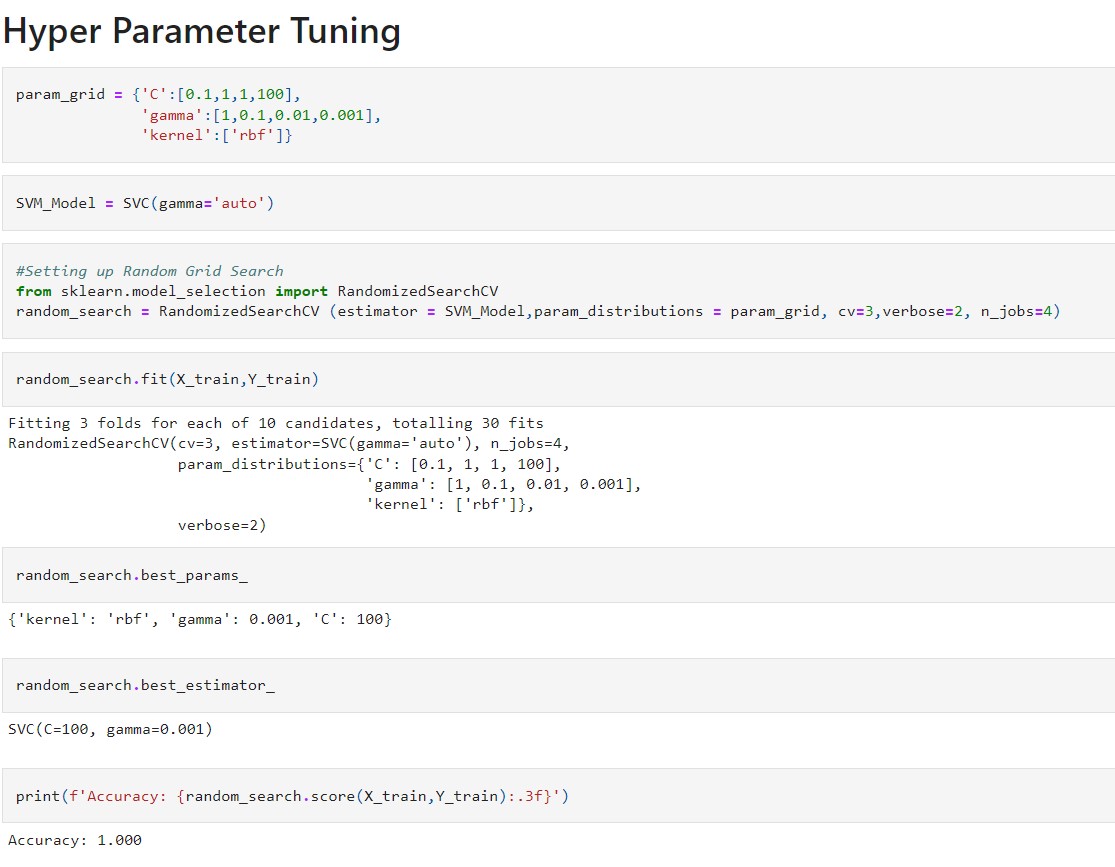 Hyper Parameter Tuning
param_grid = {'C':[0.1,1,1,100],
'gamma':[1,0.1,0.01,0.001],
'kernel':['rbf']}
SVM_Model = SVC(gamma='auto')
#Setting up Random Grid Search
from sklearn.model_selection import RandomizedSearchCV
random_search = RandomizedSearchCV (estimator = SVM_Model,param_distributions = param_grid, cv=3,verbose=2, n_jobs=4)
random_search.fit(X_train,Y_train)
Fitting 3 folds for each of 10 candidates, totalling 30 fits
RandomizedSearchCV(cv=3, estimator=SVC(gamma='auto'), n_jobs=4,
param_distributions={'C': [0.1, 1, 1, 100],
'gamma': [1, 0.1, 0.01, 0.001],
'kernel': ['rbf']},
verbose=2)
random_search.best_params_
{'kernel': 'rbf', 'gamma': 0.001, 'C': 100}
random_search.best_estimator_
SVC(C=100, gamma=0.001)
print(f'Accuracy: {random_search.score(X_train,Y_train):.3f}')
Accuracy: 1.000